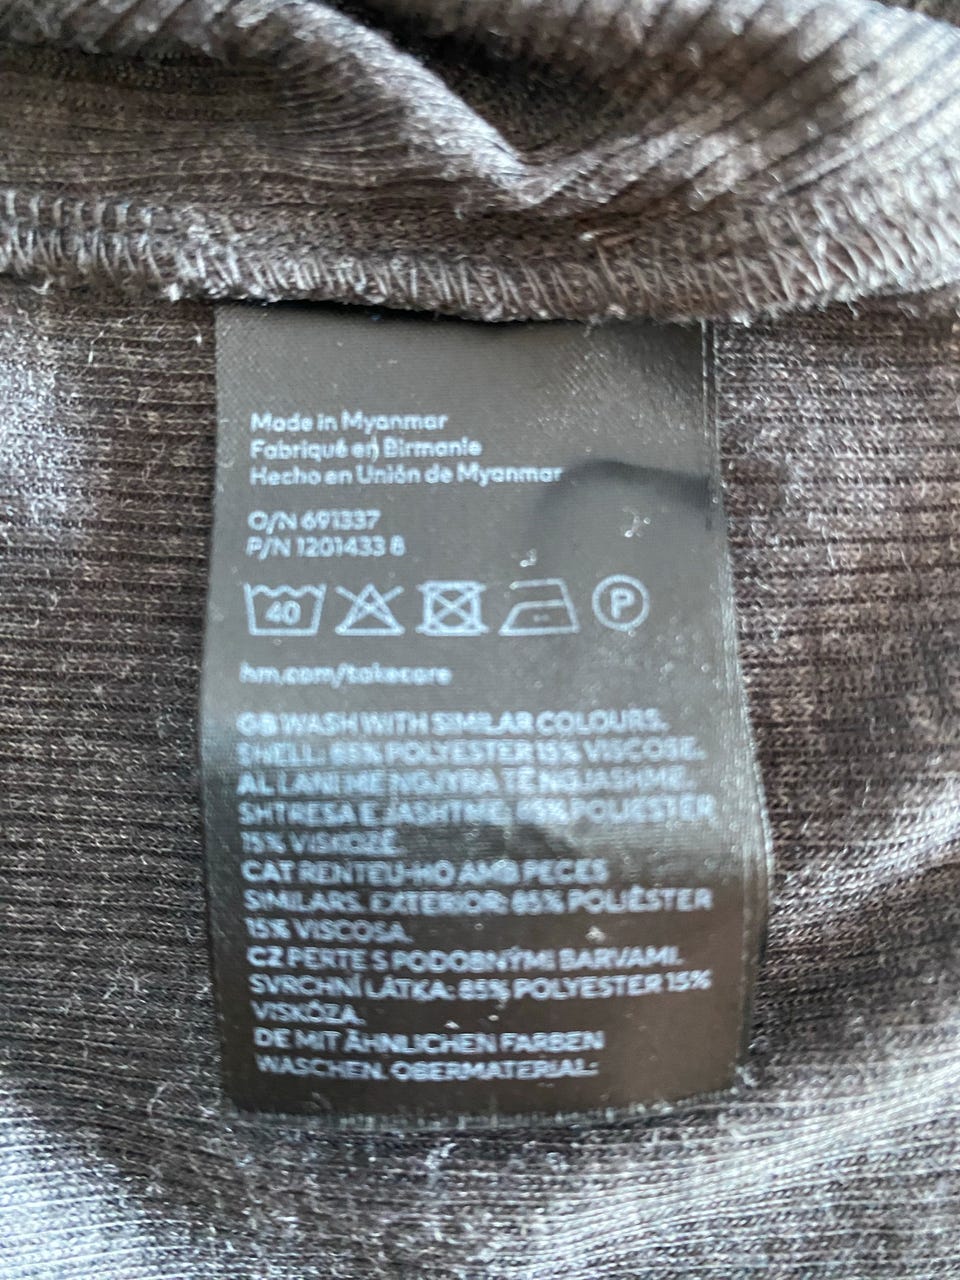 Made in Myanmar
Fabriqué en Birmanie
Hecho en Unión de Myanmar
O/N 691337
P/N 1201433 8
40
P
hm.com/takecare
GB WASH WITH SIMILAR COLOURS.
SHELL: 85% POLYESTER 15% VISCOSE.
AL LANI ME NGJYRA TË NGJASHME.
SHTRESA E JASHTME: 85% POLIESTER
15% VISKOZË
CAT RENTEU-HO AMB PECES
SIMILARS. EXTERIOR: 85% POLIÈSTER
15% VISCOSA.
CZ PERTE S PODOBNÝMI BARVAMI.
SVRCHNÍ LÁTKA: 85% POLYESTER 15%
VISKÓZA.
DE MIT ÄHNLICHEN FARBEN
WASCHEN. OBERMATERIAL: